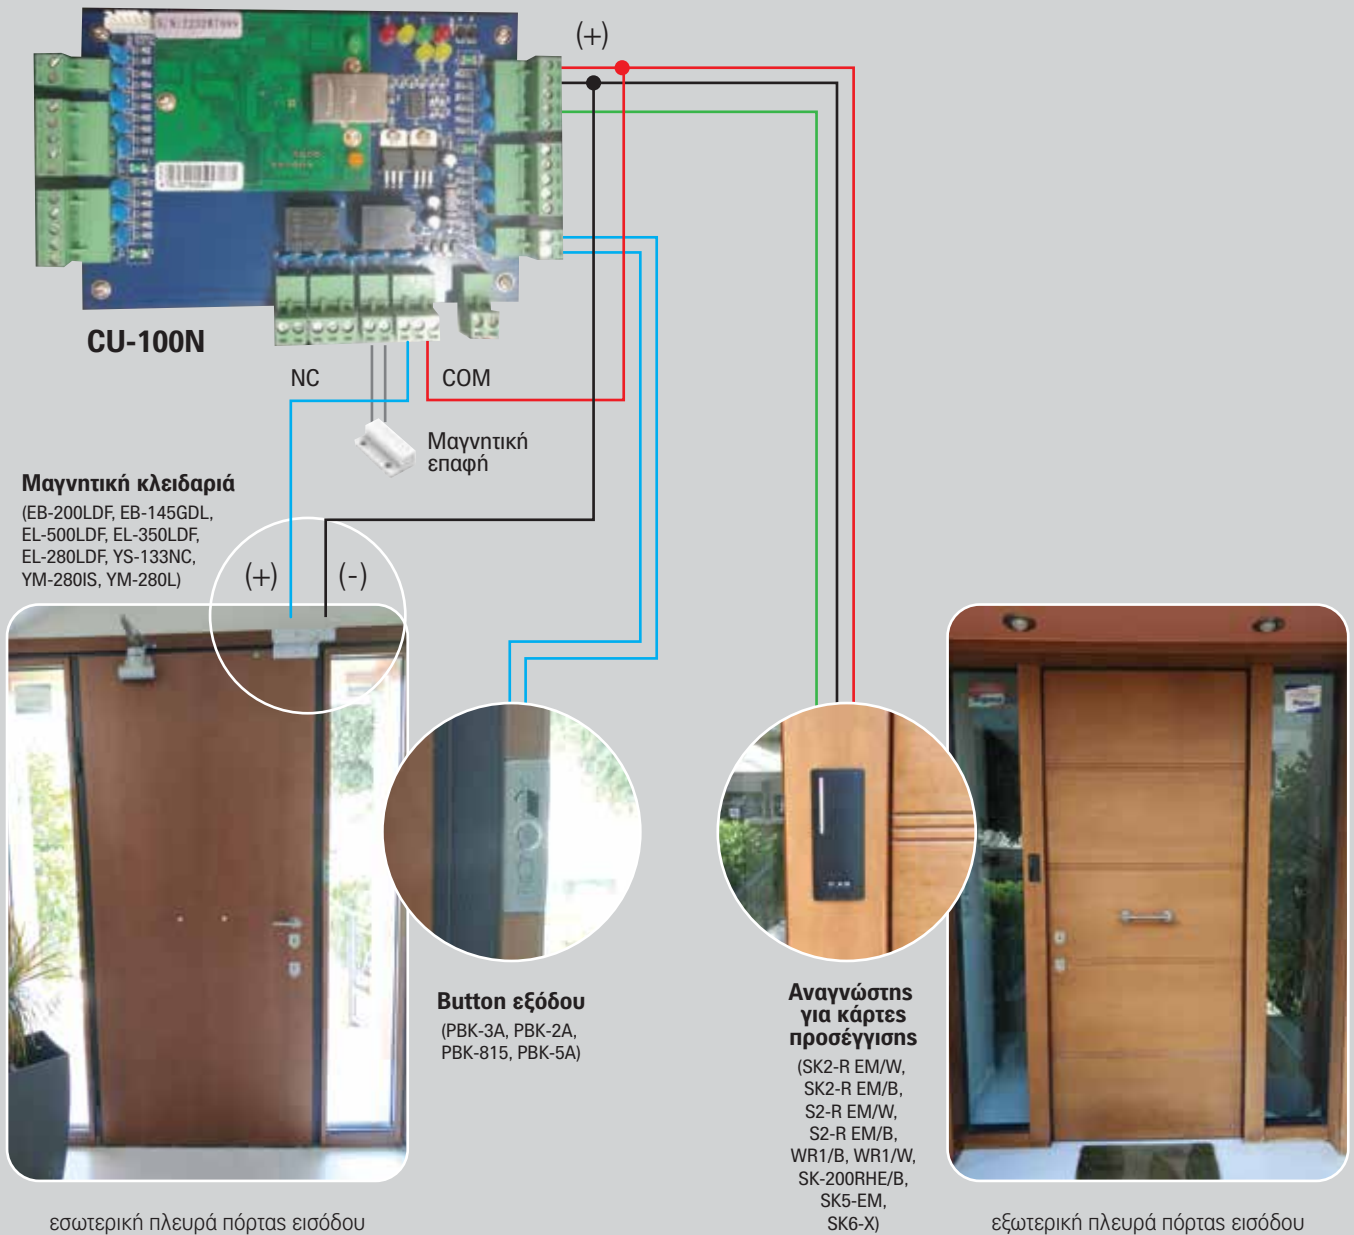 S/N:223287099
(+)
CU-100N
NC
COM
Μαγνητική
επαφή
Μαγνητική κλειδαριά
(EB-200LDF, EB-145GDL,
EL-500LDF, EL-350LDF,
EL-280LDF, YS-133NC,
YM-280IS, YM-280L)
(+)
(-)
Button εξόδου
(PBK-3A, PBK-2A,
PBK-815, PBK-5A)
Αναγνώστης
για κάρτες
προσέγγισης
(SK2-R EM/W,
SK2-R EM/B,
S2-R EM/W,
S2-R EM/B,
WR1/B, WR1/W,
SK-200RHE/B,
SK5-EM,
SK6-X)
εσωτερική πλευρά πόρτας εισόδου
εξωτερική πλευρά πόρτας εισόδου